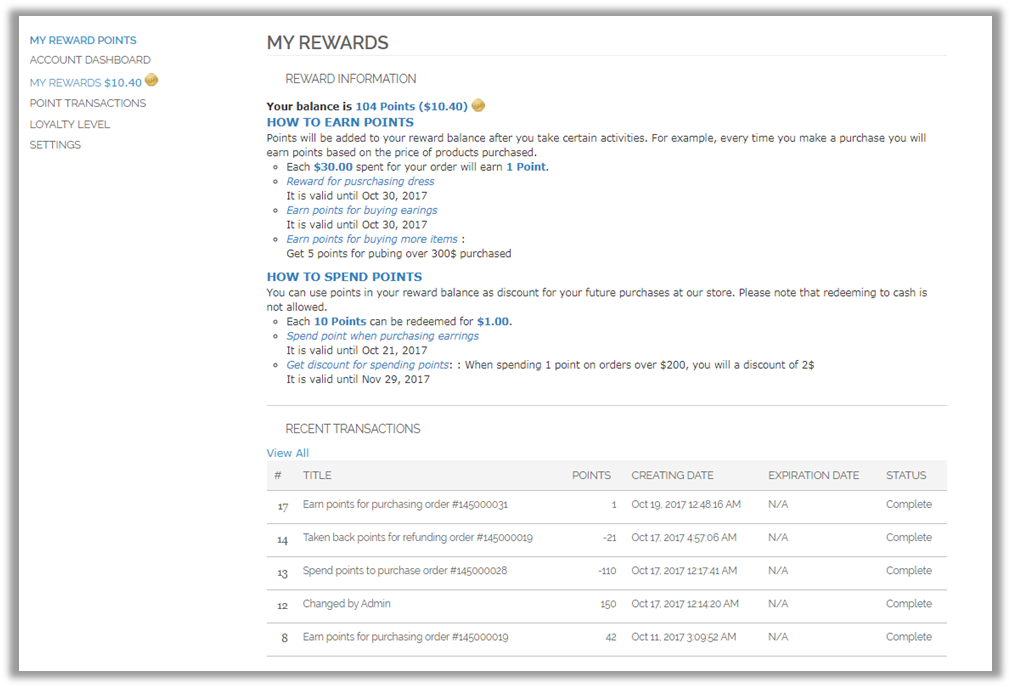 MY REWARD POINTS
ACCOUNT DASHBOARD
MY REWARDS $10.40
POINT TRANSACTIONS
LOYALTY LEVEL
SETTINGS
MY REWARDS
REWARD INFORMATION
Your balance is 104 Points ($10.40)
HOW TO EARN POINTS
Points will be added to your reward balance after you take certain activities. For example, every time you make a purchase you will
earn points based on the price of products purchased.
Each $30.00 spent for your order will earn 1 Point.
Reward for pusrchasing dress
It is valid until Oct 30, 2017
Earn points for buying earings
It is valid until Oct 30, 2017
Earn points for buying more items :
Get 5 points for pubing over 300$ purchased
HOW TO SPEND POINTS
You can use points in your reward balance as discount for your future purchases at our store. Please note that redeeming to cash is
not allowed.
Each 10 Points can be redeemed for $1.00.
Spend point when purchasing earrings
It is valid until Oct 21, 2017
Get discount for spending points: : When spending 1 point on orders over $200, you will a discount of 2$
It is valid until Nov 29, 2017
RECENT TRANSACTIONS
View All
# TITLE POINTS CREATING DATE EXPIRATION DATE STATUS
17 Earn points for purchasing order #145000031 1 Oct 19, 2017 12:48:16 AM N/A Complete
14 Taken back points for refunding order #145000019 -21 Oct 17, 2017 4:57:06 AM N/A Complete
13 Spend points to purchase order #145000028 -110 Oct 17, 2017 12:17:41 AM N/A Complete
12 Changed by Admin 150 Oct 17, 2017 12:14:20 AM N/A Complete
8 Earn points for purchasing order #145000019 42 Oct 11, 2017 3:09:52 AM N/A Complete